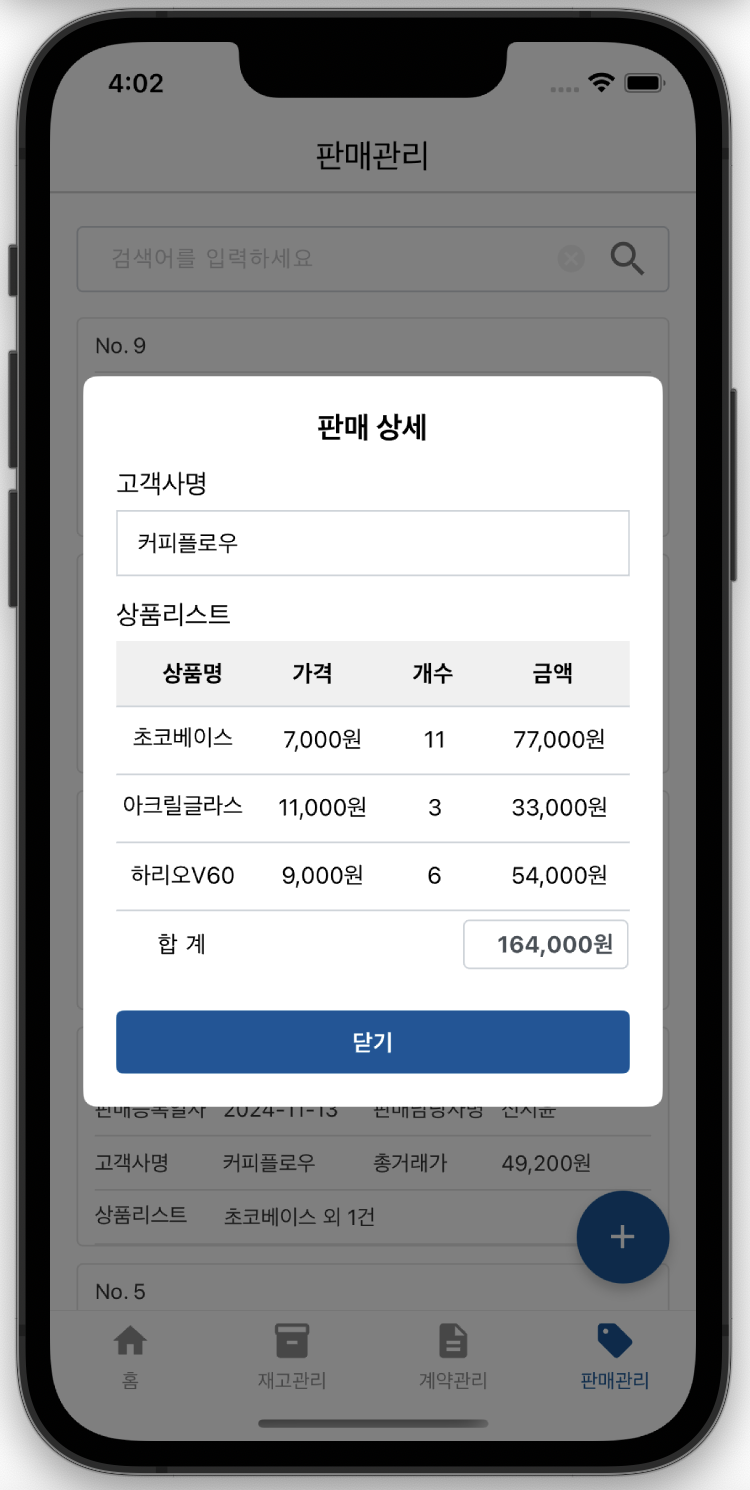 4:02
판매관리
검색어를 입력하세요
No. 9
판매 상세
고객사명
커피플로우
상품리스트
상품명 가격 개수 금액
초코베이스 7,000원 11 77,000원
아크릴글라스 11,000원 3 33,000원
하리오V60 9,000원 6 54,000원
합 계 164,000원
닫기
판매등록일자 2024-11-13 판매담당자명
고객사명 커피플로우 총거래가 49,200원
상품리스트 초코베이스 외 1건
+
No. 5
홈 재고관리 계약관리 판매관리